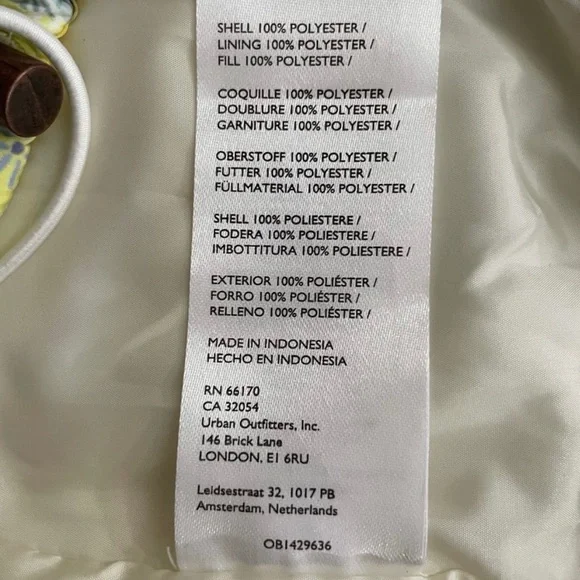 SHELL 100% POLYESTER /
LINING 100% POLYESTER /
FILL 100% POLYESTER /
COQUILLE 100% POLYESTER /
DOUBLURE 100% POLYESTER /
GARNITURE 100% POLYESTER /
OBERSTOFF 100% POLYESTER /
FUTTER 100% POLYESTER /
FÜLLMATERIAL 100% POLYESTER /
SHELL 100% POLIESTERE /
FODERA 100% POLIESTERE /
IMBOTTITURA 100% POLIESTERE /
EXTERIOR 100% POLIÉSTER /
FORRO 100% POLIÉSTER /
RELLENO 100% POLIÉSTER /
MADE IN INDONESIA
HECHO EN INDONESIA
RN 66170
CA 32054
Urban Outfitters, Inc.
146 Brick Lane
LONDON, E1 6RU
Leidsestraat 32, 1017 PB
Amsterdam, Netherlands
OB1429636